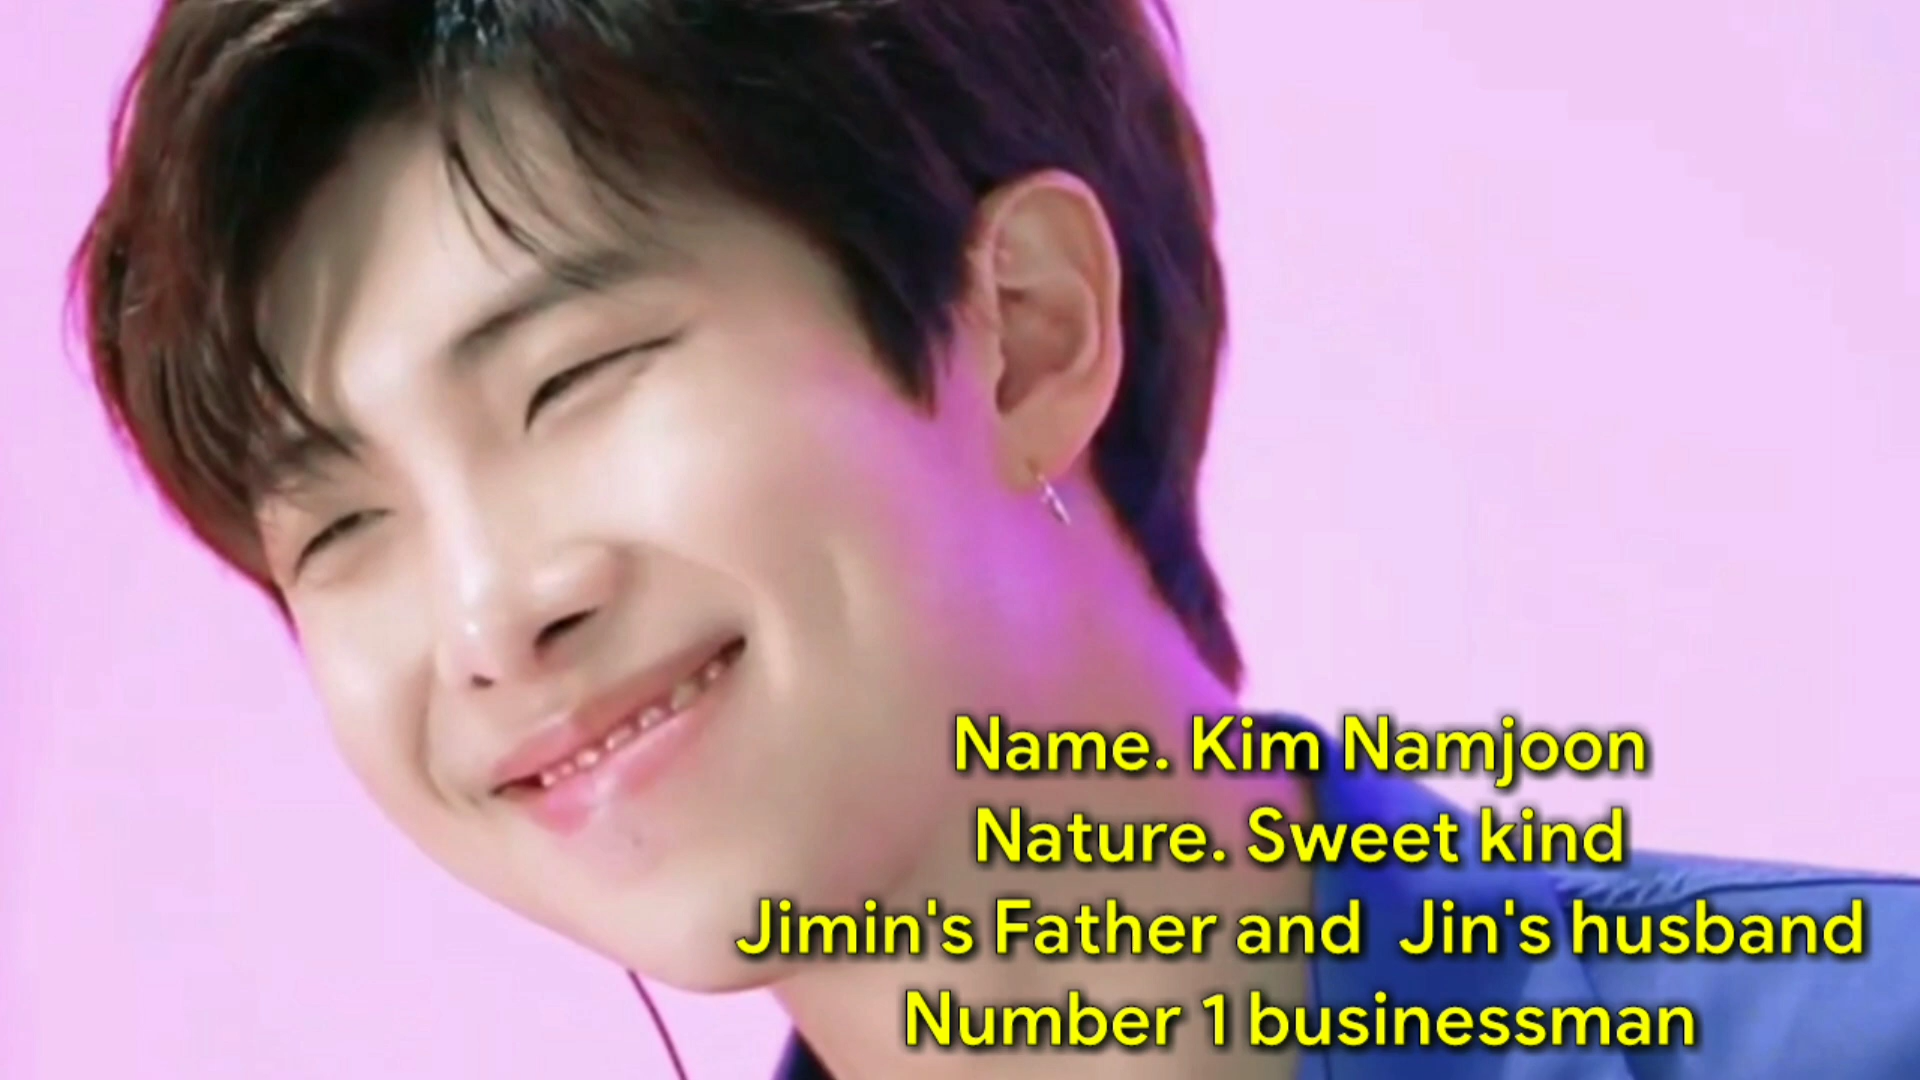 Name. Kim Namjoon
Nature. Sweet kind
Jimin's Father and Jin's husband
Number 1 businessman